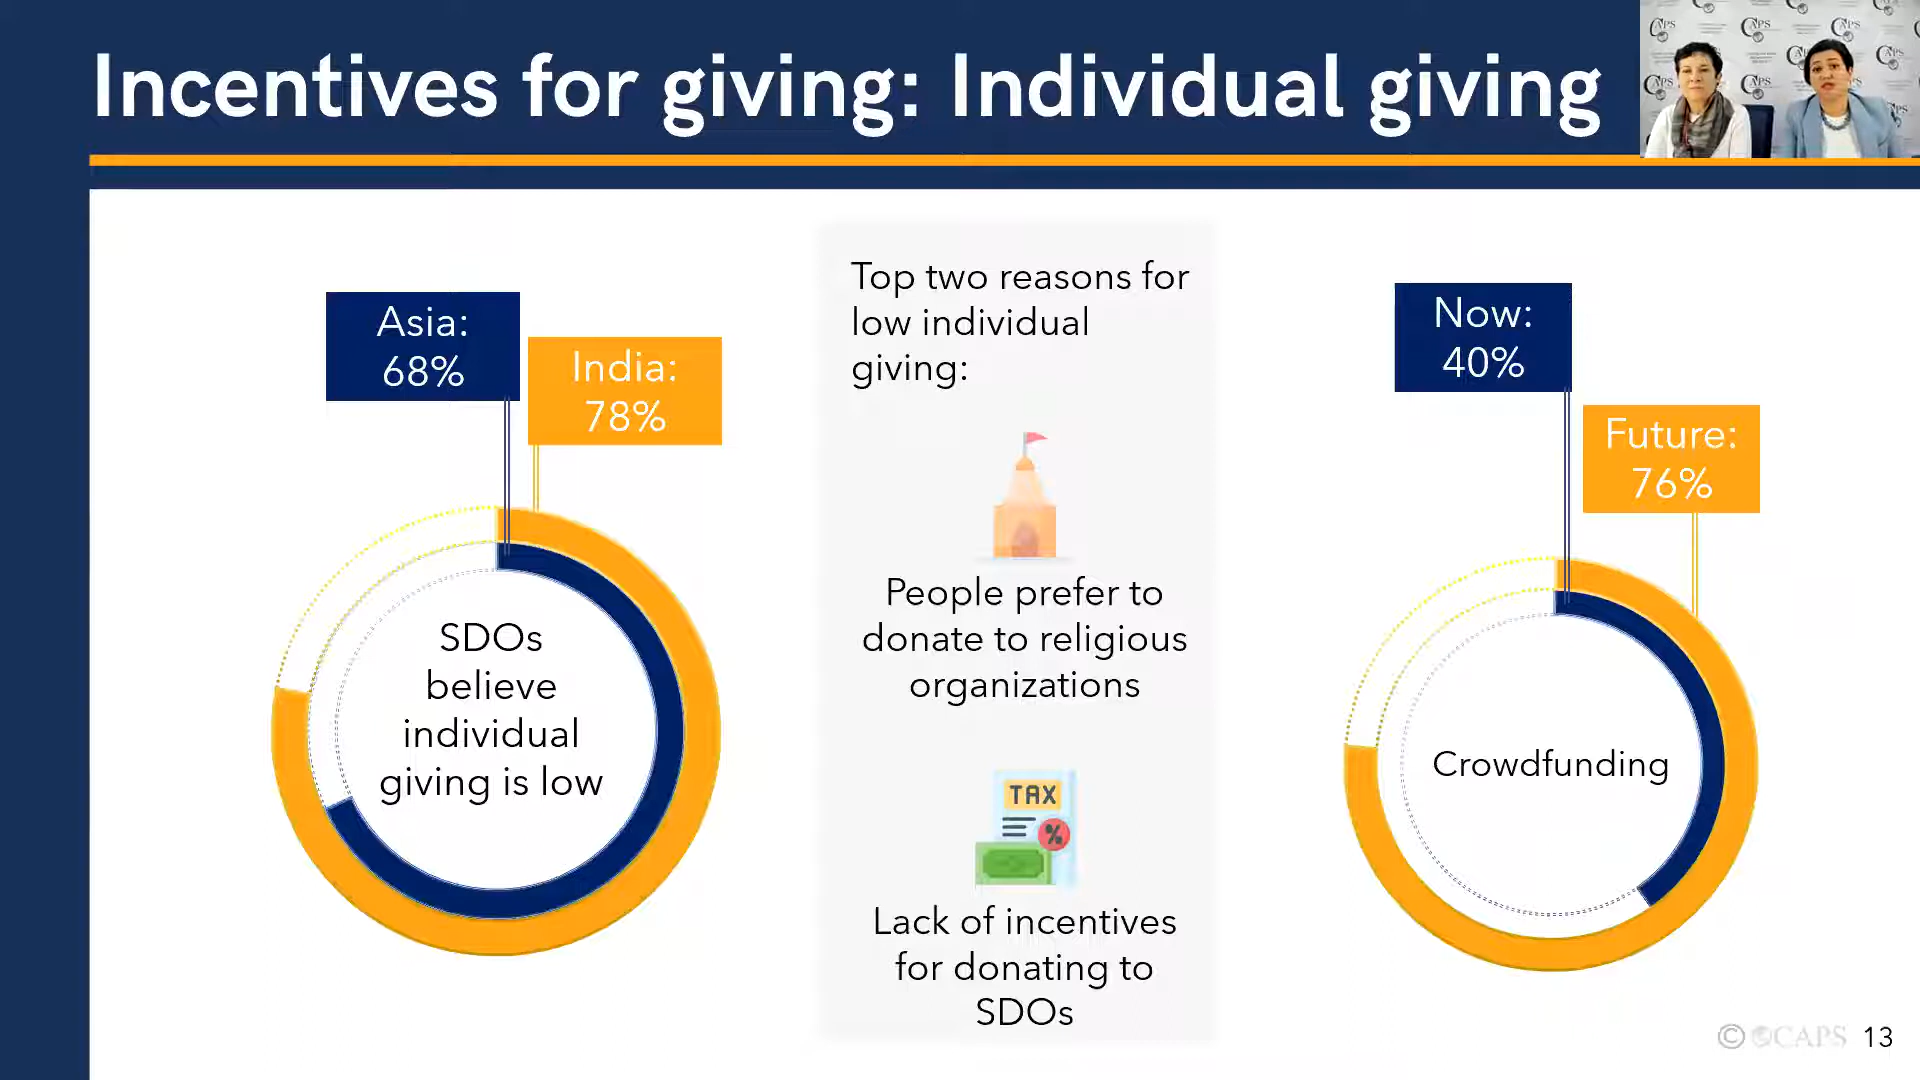 Incentives for giving: Individual giving
Asia:
68%
India:
78%
SDOs
believe
individual
giving is low
Top two reasons for
low individual
giving:
People prefer to
donate to religious
organizations
TAX
%
Lack of incentives
for donating to
SDOs
Now:
40%
Future:
76%
Crowdfunding
© CAPS 13